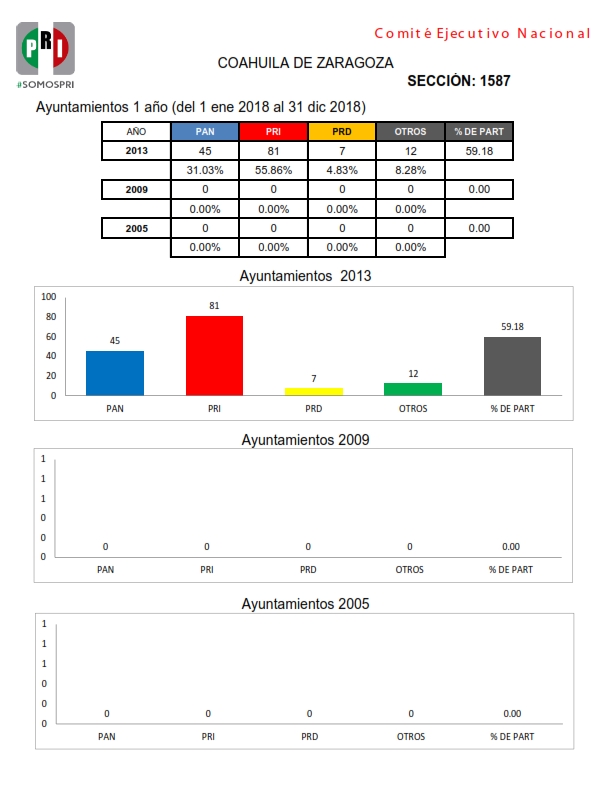 PRI
#SOMOSPRI
Comité Ejecutivo Nacional
COAHUILA DE ZARAGOZA
SECCIÓN: 1587
Ayuntamientos 1 año (del 1 ene 2018 al 31 dic 2018)
AÑO PAN PRI PRD OTROS % DE PART
2013 45 81 7 12 59.18
31.03% 55.86% 4.83% 8.28%
2009 0 0 0 0 0.00
0.00% 0.00% 0.00% 0.00%
2005 0 0 0 0 0.00
0.00% 0.00% 0.00% 0.00%
Ayuntamientos 2013
100
80
60
40
20
0
45 81 7 12 59.18
PAN PRI PRD OTROS % DE PART
Ayuntamientos 2009
1
1
1
0
0
0
0 0 0 0 0.00
PAN PRI PRD OTROS % DE PART
Ayuntamientos 2005
1
1
1
0
0
0
0 0 0 0 0.00
PAN PRI PRD OTROS % DE PART